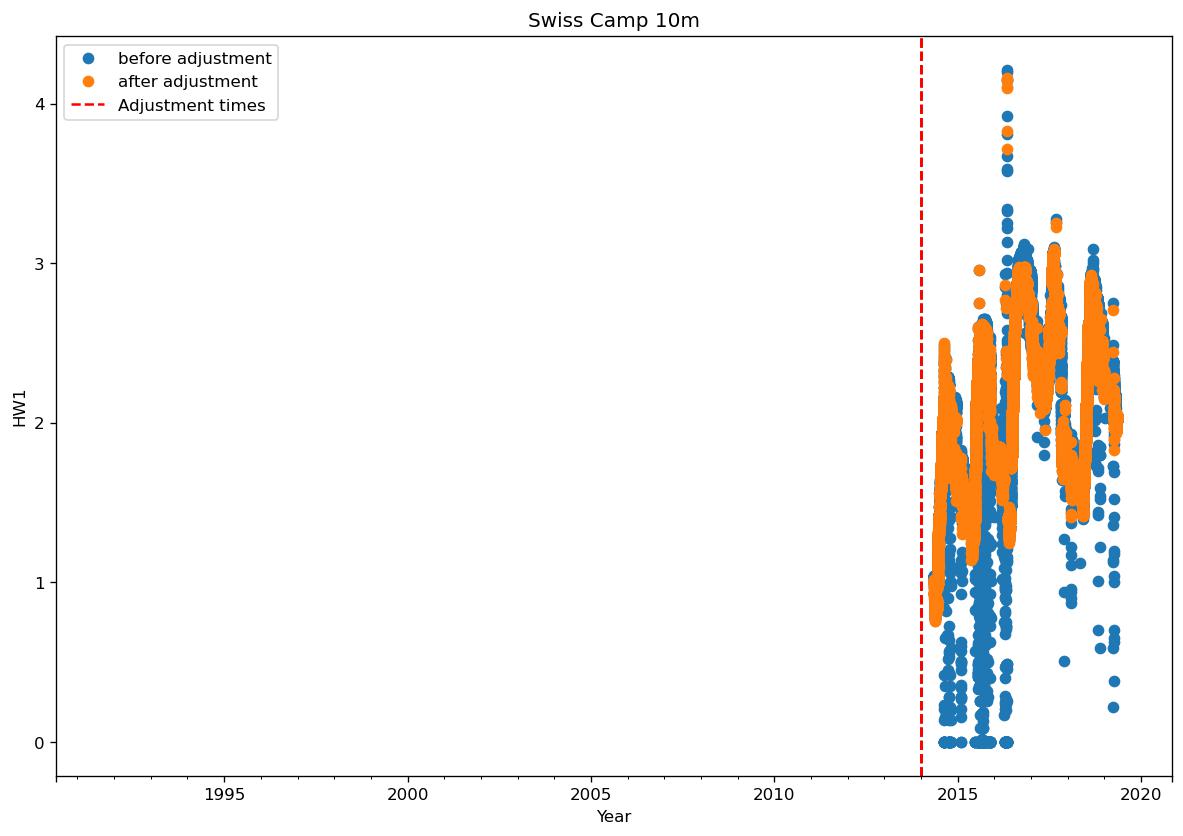 Swiss Camp 10m
before adjustment
after adjustment
Adjustment times
HW1
4
3
2
1
0
1995
2000
2005
2010
2015
2020
Year